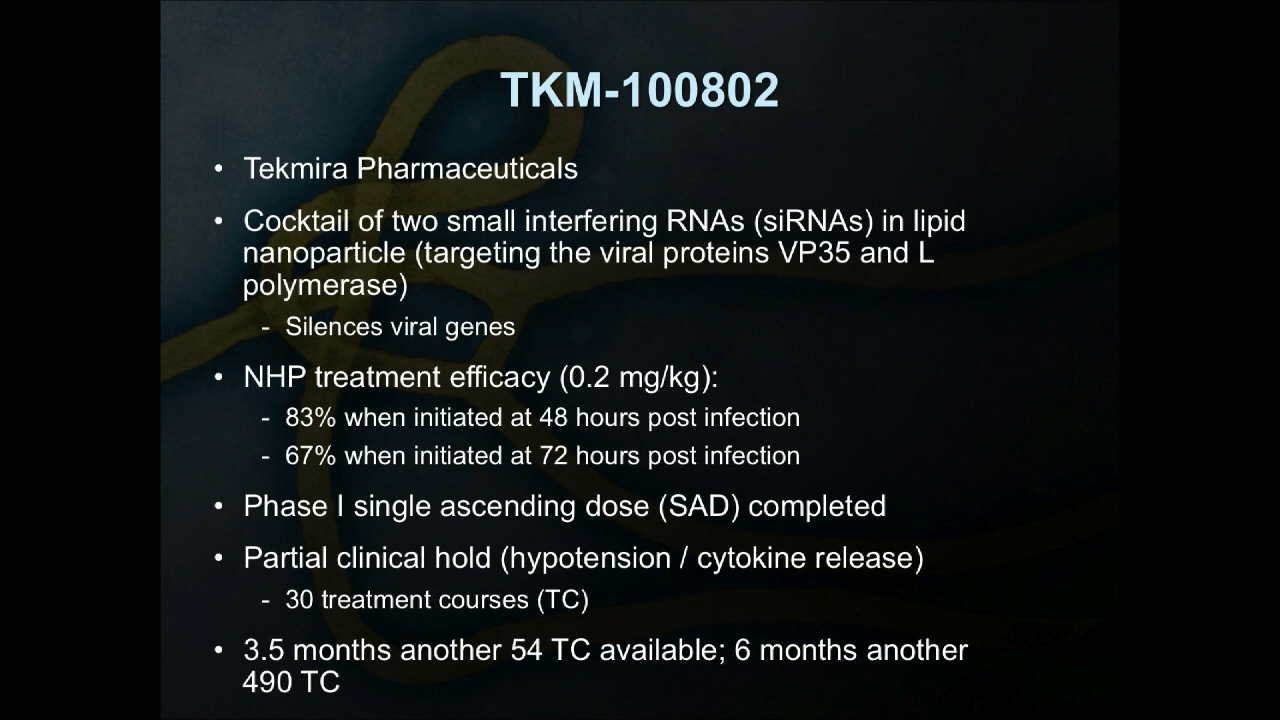 TKM-100802
• Tekmira Pharmaceuticals
• Cocktail of two small interfering RNAs (siRNAs) in lipid
nanoparticle (targeting the viral proteins VP35 and L
polymerase)
- Silences viral genes
• NHP treatment efficacy (0.2 mg/kg):
- 83% when initiated at 48 hours post infection
- 67% when initiated at 72 hours post infection
• Phase I single ascending dose (SAD) completed
• Partial clinical hold (hypotension / cytokine release)
- 30 treatment courses (TC)
• 3.5 months another 54 TC available; 6 months another
490 TC